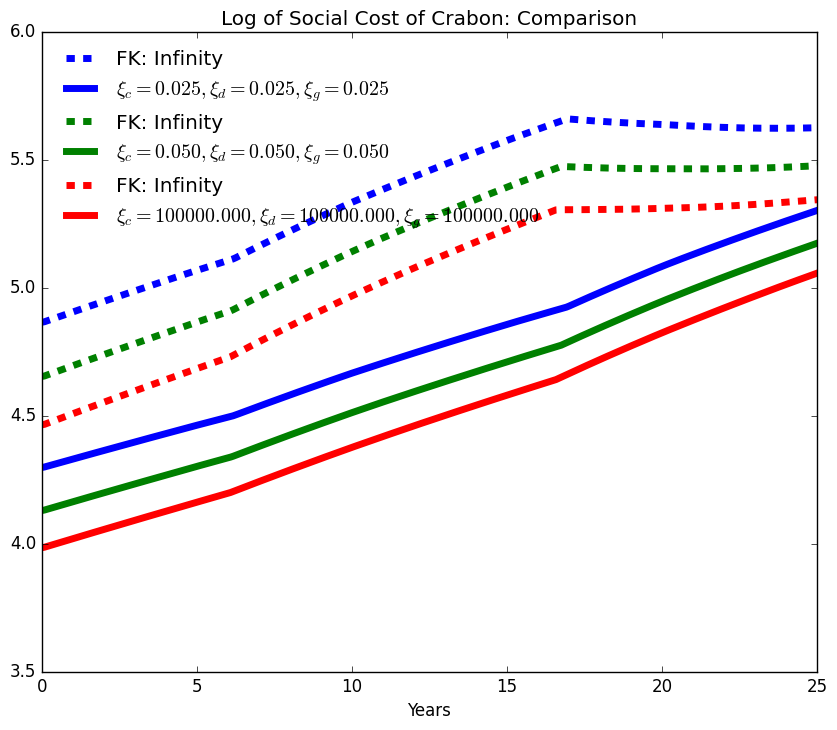 Log of Social Cost of Crabon: Comparison
6.0
FK: Infinity
ξc = 0.025, ξd = 0.025, ξg = 0.025
FK: Infinity
ξc = 0.050, ξd = 0.050, ξg = 0.050
FK: Infinity
ξc = 100000.000, ξd = 100000.000, ξg = 100000.000
5.5
5.0
4.5
4.0
3.5
0 5 10 15 20 25
Years